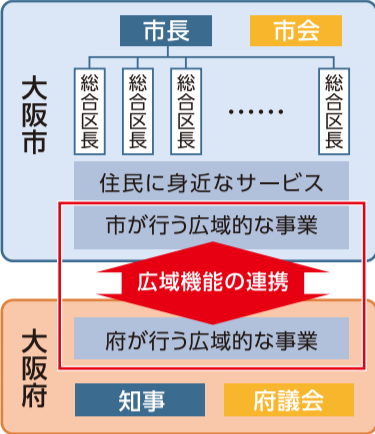 市長 市会
大阪市
総合区長 総合区長 総合区長 …… 総合区長
住民に身近なサービス
市が行う広域的な事業
広域機能の連携
大阪府
府が行う広域的な事業
知事 府議会